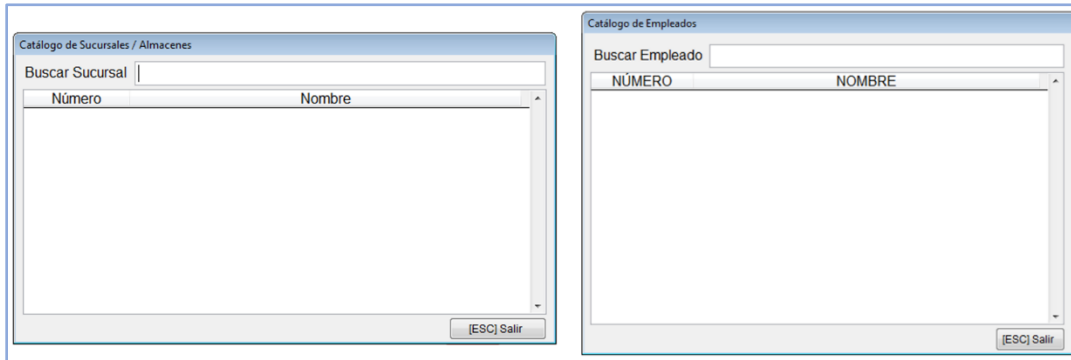 Catálogo de Sucursales / Almacenes
Buscar Sucursal
Número Nombre
[ESC] Salir
Catálogo de Empleados
Buscar Empleado
NÚMERO NOMBRE
[ESC] Salir